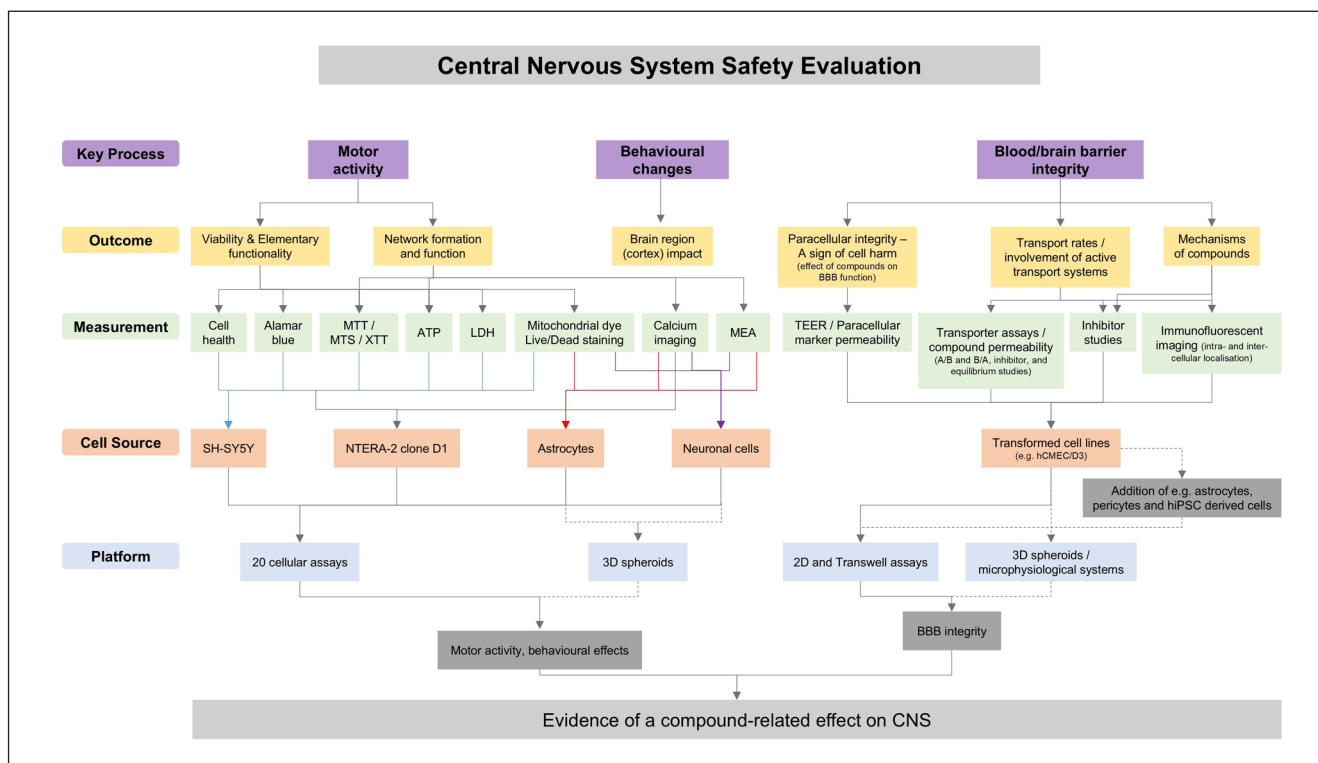 Central Nervous System Safety Evaluation
Key Process
Motor
activity
Behavioural
changes
Blood/brain barrier
integrity
Outcome
Viability & Elementary
functionality
Network formation
and function
Brain region
(cortex) impact
Paracellular integrity –
A sign of cell harm
(effect of compounds on
BBB function)
Transport rates /
involvement of active
transport systems
Mechanisms
of compounds
Measurement
Cell
health
Alamar
blue
MTT /
MTS / XTT
ATP
LDH
Mitochondrial dye
Live/Dead staining
Calcium
imaging
MEA
TEER / Paracellular
marker permeability
Transporter assays /
compound permeability
(A/B and B/A, inhibitor, and
equilibrium studies)
Inhibitor
studies
Immunofluorescent
imaging (intra- and inter-
cellular localisation)
Cell Source
SH-SY5Y
NTERA-2 clone D1
Astrocytes
Neuronal cells
Transformed cell lines
(e.g. hCMEC/D3)
Addition of e.g. astrocytes,
pericytes and hiPSC derived cells
Platform
20 cellular assays
3D spheroids
2D and Transwell assays
3D spheroids /
microphysiological systems
Motor activity, behavioural effects
BBB integrity
Evidence of a compound-related effect on CNS